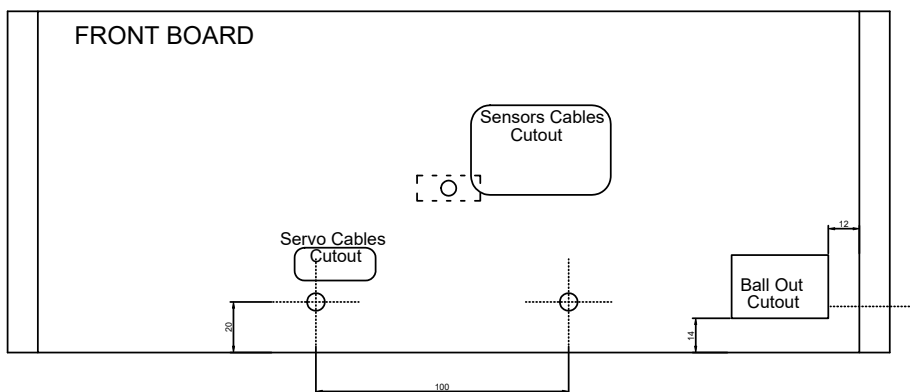 FRONT BOARD
Sensors Cables
Cutout
12
Servo Cables
Cutout
Ball Out
Cutout
20
14
100